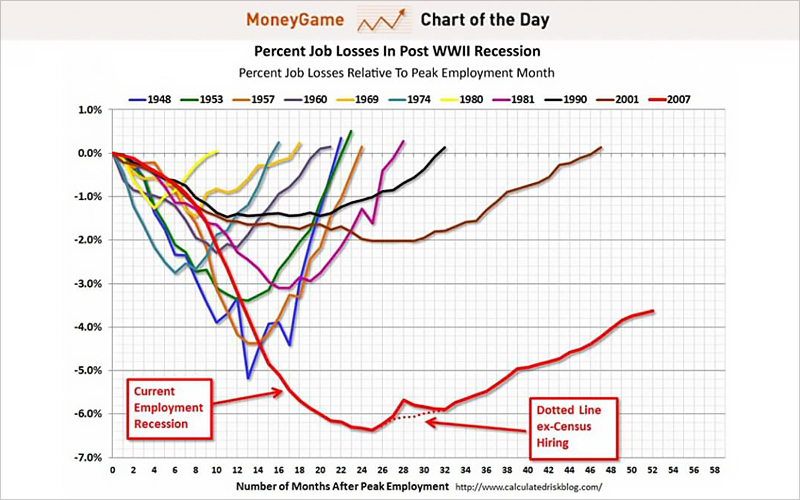 MoneyGame Chart of the Day
Percent Job Losses In Post WWII Recession
Percent Job Losses Relative To Peak Employment Month
1948 1953 1957 1960 1969 1974 1980 1981 1990 2001 2007
1.0%
0.0%
-1.0%
-2.0%
-3.0%
-4.0%
-5.0%
-6.0%
-7.0%
Current
Employment
Recession
Dotted Line
ex-Census
Hiring
0 2 4 6 8 10 12 14 16 18 20 22 24 26 28 30 32 34 36 38 40 42 44 46 48 50 52 54 56 58
Number of Months After Peak Employment http://www.calculatedriskblog.com/